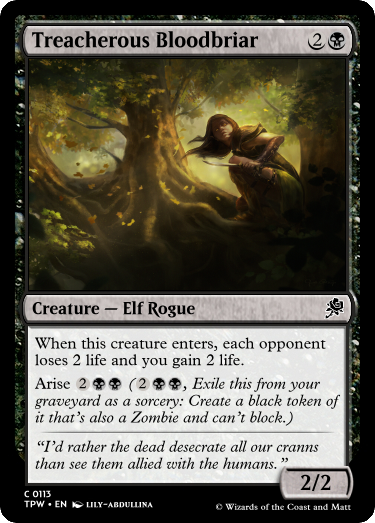 Treacherous Bloodbriar 2
Creature — Elf Rogue
When this creature enters, each opponent
loses 2 life and you gain 2 life.
Arise 2 (2, Exile this from your
graveyard as a sorcery: Create a black token of
it that's also a Zombie and can't block.)
"I'd rather the dead desecrate all our cranns
than see them allied with the humans."
2/2
C 0113
TPW • EN LILY-ABDULLINA
© Wizards of the Coast and Matt